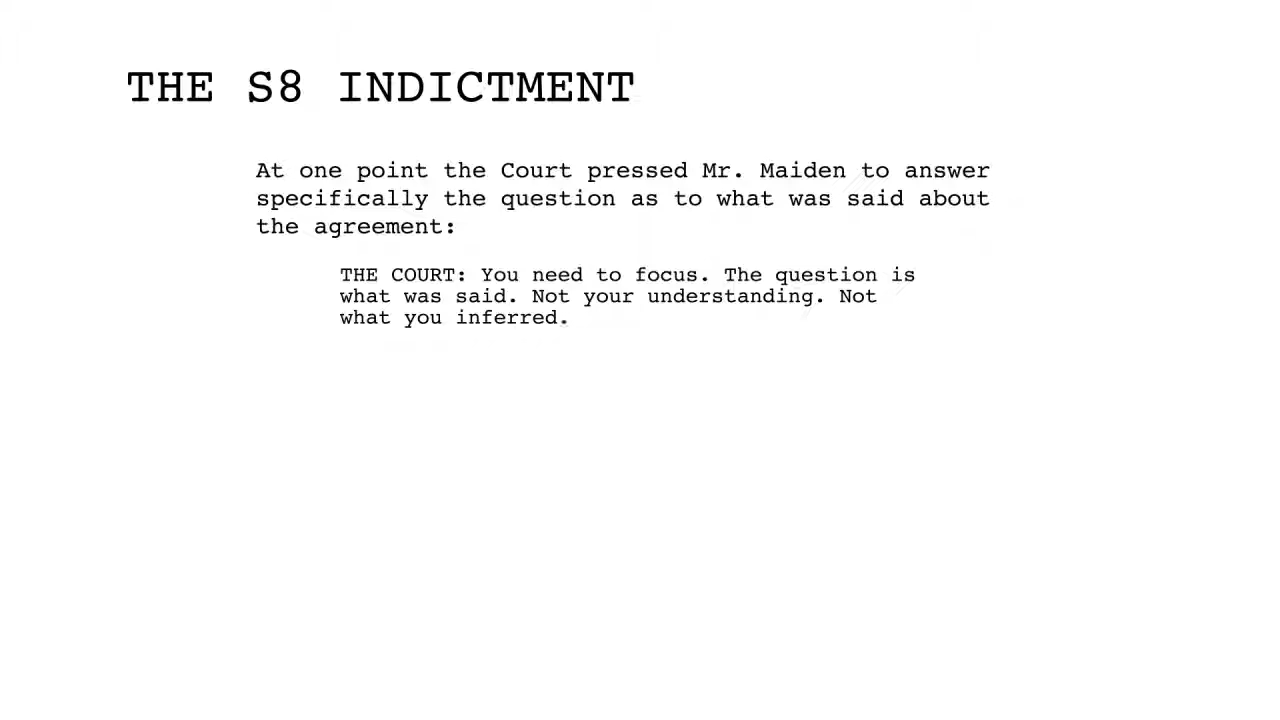 THE S8 INDICTMENT
At one point the Court pressed Mr. Maiden to answer
specifically the question as to what was said about
the agreement:
THE COURT: You need to focus. The question is
what was said. Not your understanding. Not
what you inferred.